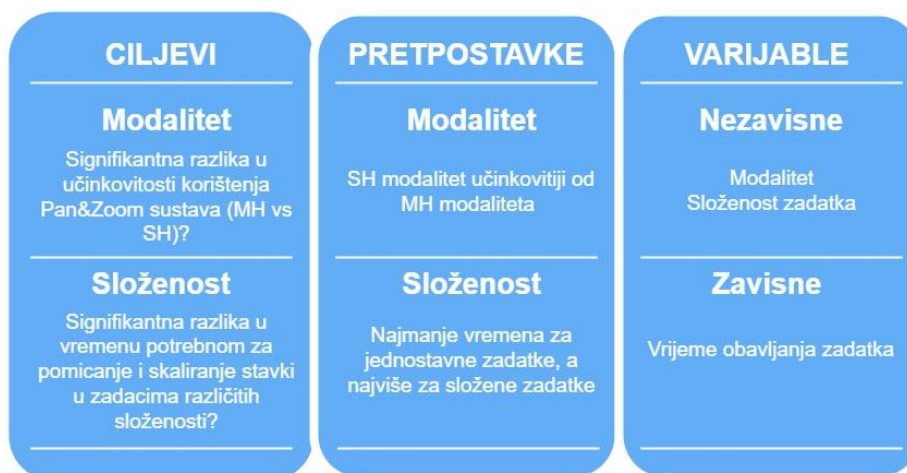 CILJEVI
Modalitet
Signifikantna razlika u
učinkovitosti korištenja
Pan&Zoom sustava (MH vs
SH)?
Složenost
Signifikantna razlika u
vremenu potrebnom za
pomicanje i skaliranje stavki
u zadacima različitih
složenosti?
PRETPOSTAVKE
Modalitet
SH modalitet učinkovitiji od
MH modaliteta
Složenost
Najmanje vremena za
jednostavne zadatke, a
najviše za složene zadatke
VARIJABLE
Nezavisne
Modalitet
Složenost zadatka
Zavisne
Vrijeme obavljanja zadatka